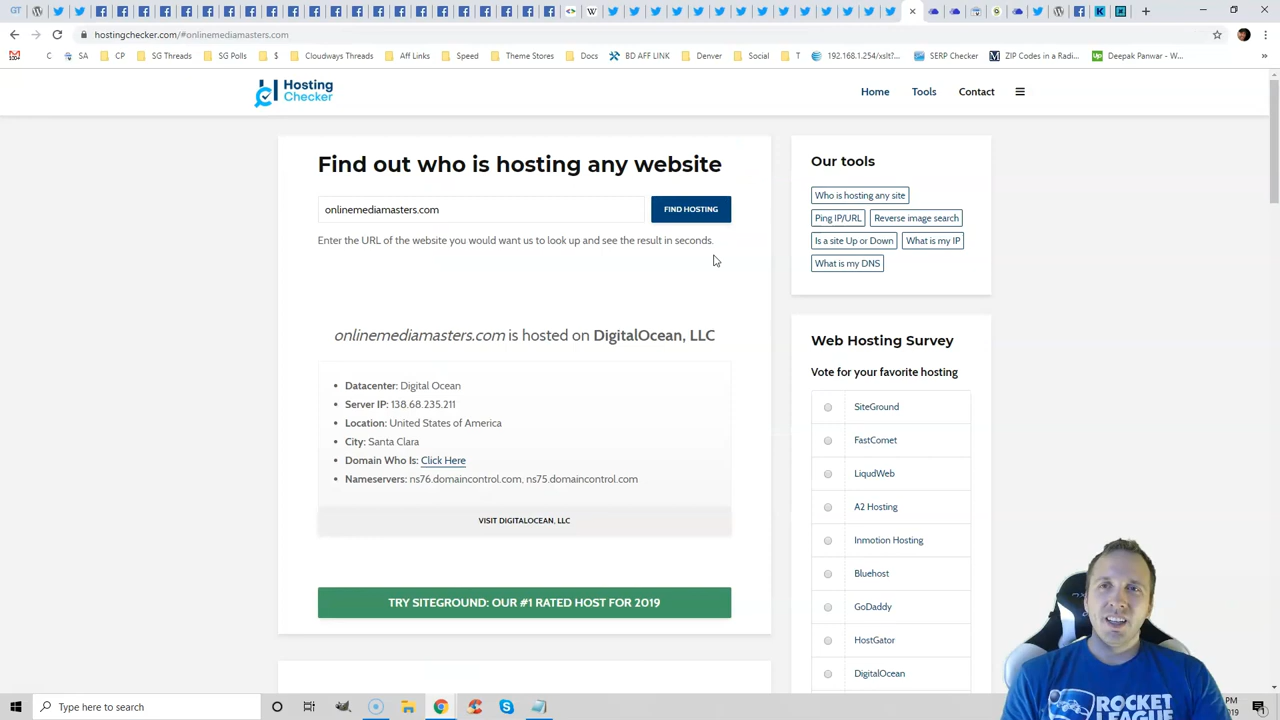 hostingchecker.com/#onlinemediamasters.com
C
SA
CP
SG Threads
SG Polls
Cloudways Threads
Aff Links
Speed
Theme Stores
Docs
BD AFF LINK
Denver
Social
T
192.168.1.254/xslt?...
SERP Checker
ZIP Codes in a Radi...
Deepak Panwar - W...
»
Hosting
Checker
Home
Tools
Contact
Find out who is hosting any website
onlinemediamasters.com
FIND HOSTING
Enter the URL of the website you would want us to look up and see the result in seconds.
onlinemediamasters.com is hosted on DigitalOcean, LLC
Datacenter: Digital Ocean
Server IP: 138.68.235.211
Location: United States of America
City: Santa Clara
Domain Who Is: Click Here
Nameservers: ns76.domaincontrol.com, ns75.domaincontrol.com
VISIT DIGITALOCEAN, LLC
TRY SITEGROUND: OUR #1 RATED HOST FOR 2019
Our tools
Who is hosting any site
Ping IP/URL
Reverse image search
Is a site Up or Down
What is my IP
What is my DNS
Web Hosting Survey
Vote for your favorite hosting
SiteGround
FastComet
LiqudWeb
A2 Hosting
Inmotion Hosting
Bluehost
GoDaddy
HostGator
DigitalOcean
ROCKET
LEAGUE
Type here to search
PM